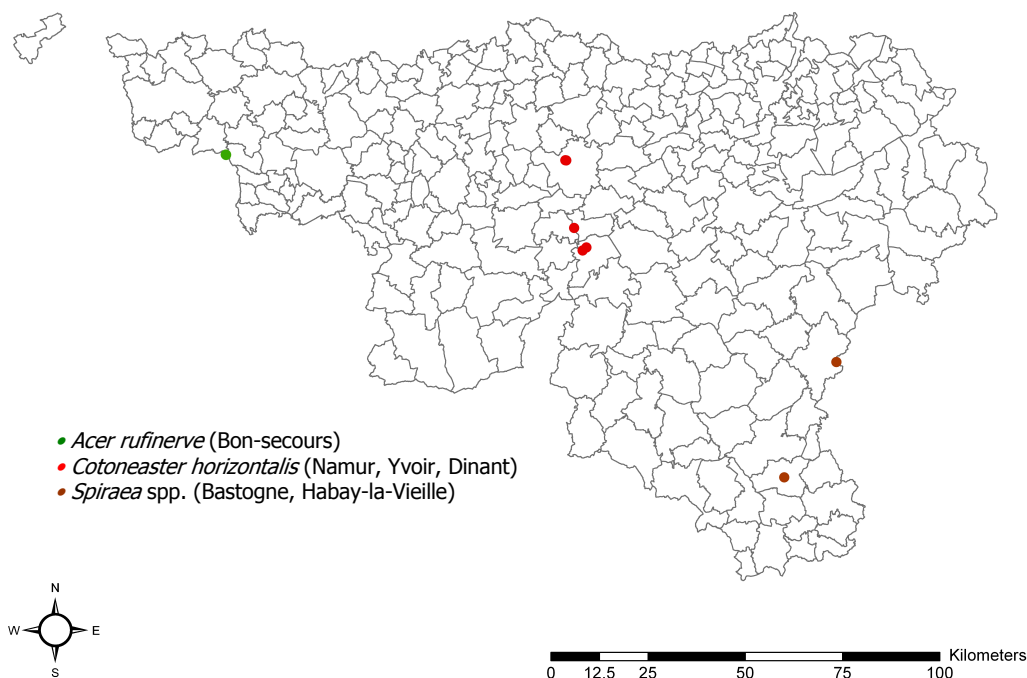 Acer rufinerve (Bon-secours)
Cotoneaster horizontalis (Namur, Yvoir, Dinant)
Spiraea spp. (Bastogne, Habay-la-Vieille)
N
W E
S
Kilometers
0 12.5 25 50 75 100